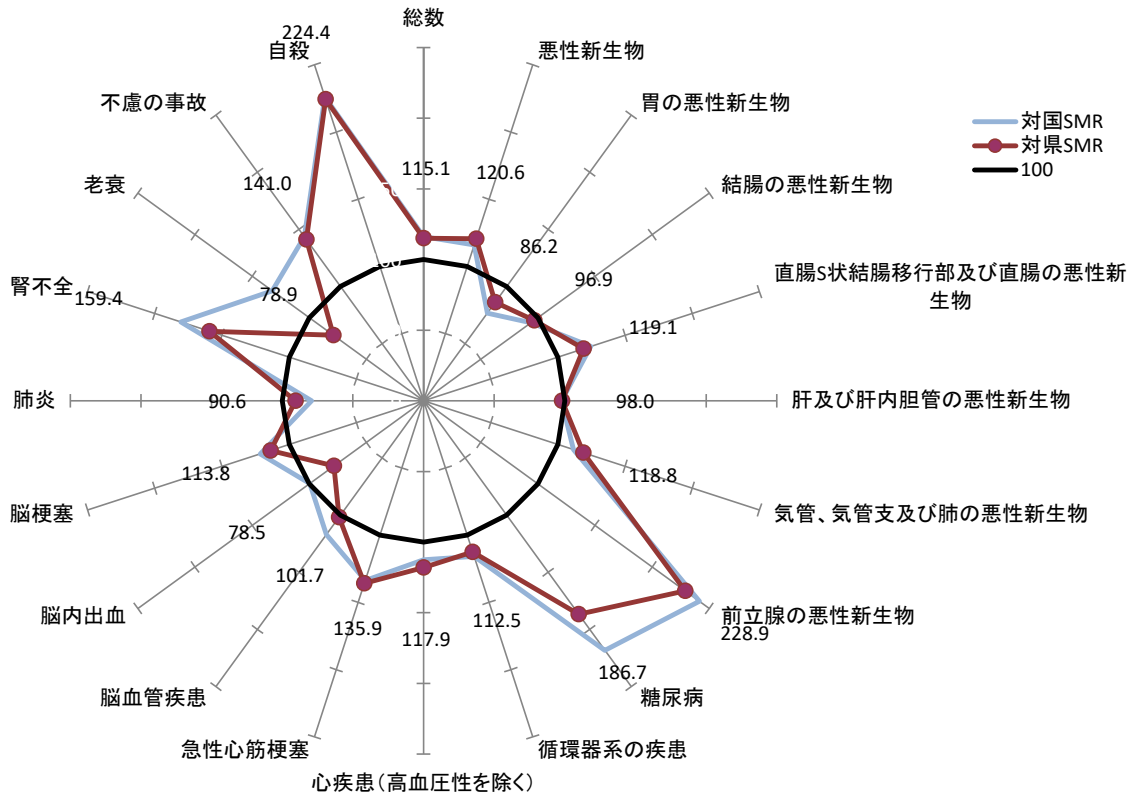 総数
224.4
自殺
悪性新生物
不慮の事故
胃の悪性新生物
対国SMR
対県SMR
100
115.1
120.6
141.0
老衰
結腸の悪性新生物
86.2
96.9
直腸S状結腸移行部及び直腸の悪性新
生物
腎不全
159.4
78.9
119.1
肺炎
90.6
98.0
肝及び肝内胆管の悪性新生物
113.8
118.8
脳梗塞
気管、気管支及び肺の悪性新生物
78.5
脳内出血
前立腺の悪性新生物
228.9
101.7
135.9
117.9
112.5
186.7
脳血管疾患
糖尿病
急性心筋梗塞
循環器系の疾患
心疾患(高血圧性を除く)